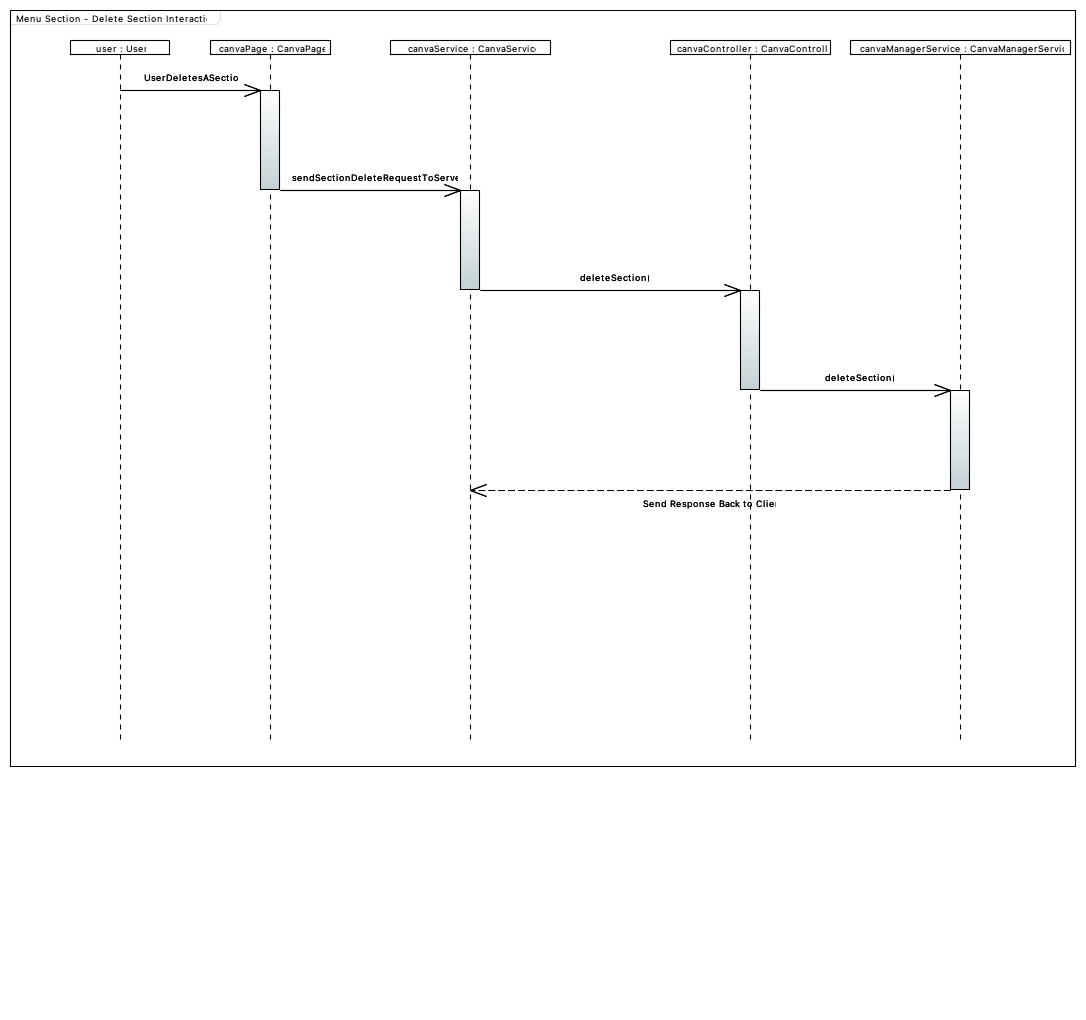 Menu Section - Delete Section Interacti
user : User
canvaPage : CanvaPage
canvaService : CanvaServic
canvaController : CanvaControll
canvaManagerService : CanvaManagerServic
UserDeletesASectio
sendSectionDeleteRequestToServe
deleteSection(
deleteSection(
Send Response Back to Clie